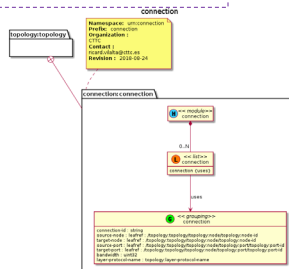 connection
topology:topology
Namespace: urn:connection
Prefix: connection
Organization :
CTTC
Contact :
ricard.vilalta@cttc.es
Revision : 2018-08-24
connection:connection
M << module>>
connection
0..N
L << list>>
connection
connection (uses)
uses
G << grouping>>
connection
connection-id : string
source-node : leafref : /topology:topology/topology:node/topology:node-id
target-node : leafref : /topology:topology/topology:node/topology:node-id
source-port : leafref : /topology:topology/topology:node/topology:port/topology:port-id
target-port : leafref : /topology:topology/topology:node/topology:port/topology:port-id
bandwidth : uint32
layer-protocol-name : topology:layer-protocol-name